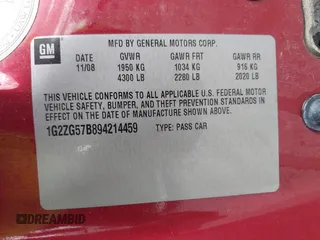 GM
MFD BY GENERAL MOTORS CORP.
DATE GVWR GAWR FRT GAWR RR
11/08 1950 KG 1034 KG 916 KG
4300 LB 2280 LB 2020 LB
THIS VEHICLE CONFORMS TO ALL APPLICABLE U.S. FEDERAL MOTOR
VEHICLE SAFETY, BUMPER, AND THEFT PREVENTION STANDARDS
IN EFFECT ON THE DATE OF MANUFACTURE SHOWN ABOVE.
1G2ZG57B894214459 TYPE: PASS CAR
DREAMBID